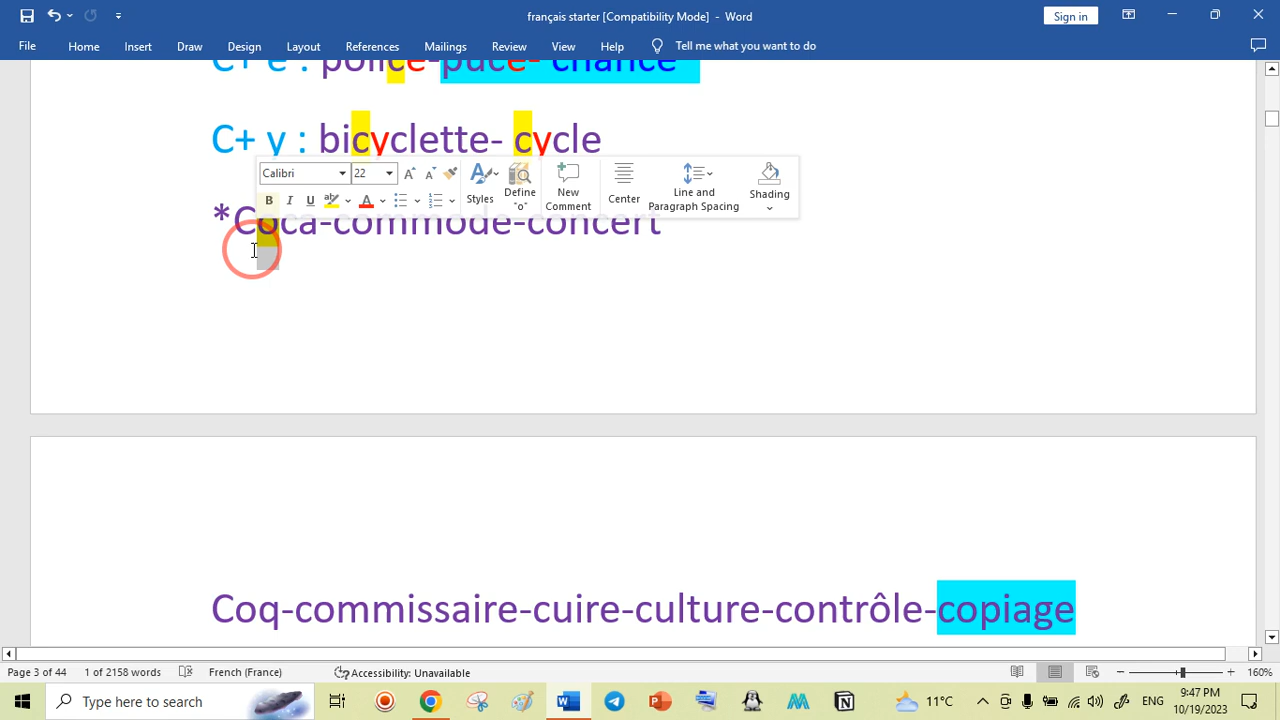 français starter [Compatibility Mode] - Word
Sign in
File Home Insert Draw Design Layout References Mailings Review View Help Tell me what you want to do
C+ e : police-puce- chance
C+ y : bicyclette- cycle
Calibri 22
Styles Define "o" New Comment Center Line and Paragraph Spacing Shading
*Coca-commode-concert
Coq-commissaire-cuire-culture-contrôle-copiage
Page 3 of 44 1 of 2158 words French (France) Accessibility: Unavailable 160%
Type here to search 11°C ENG 9:47 PM
10/19/2023